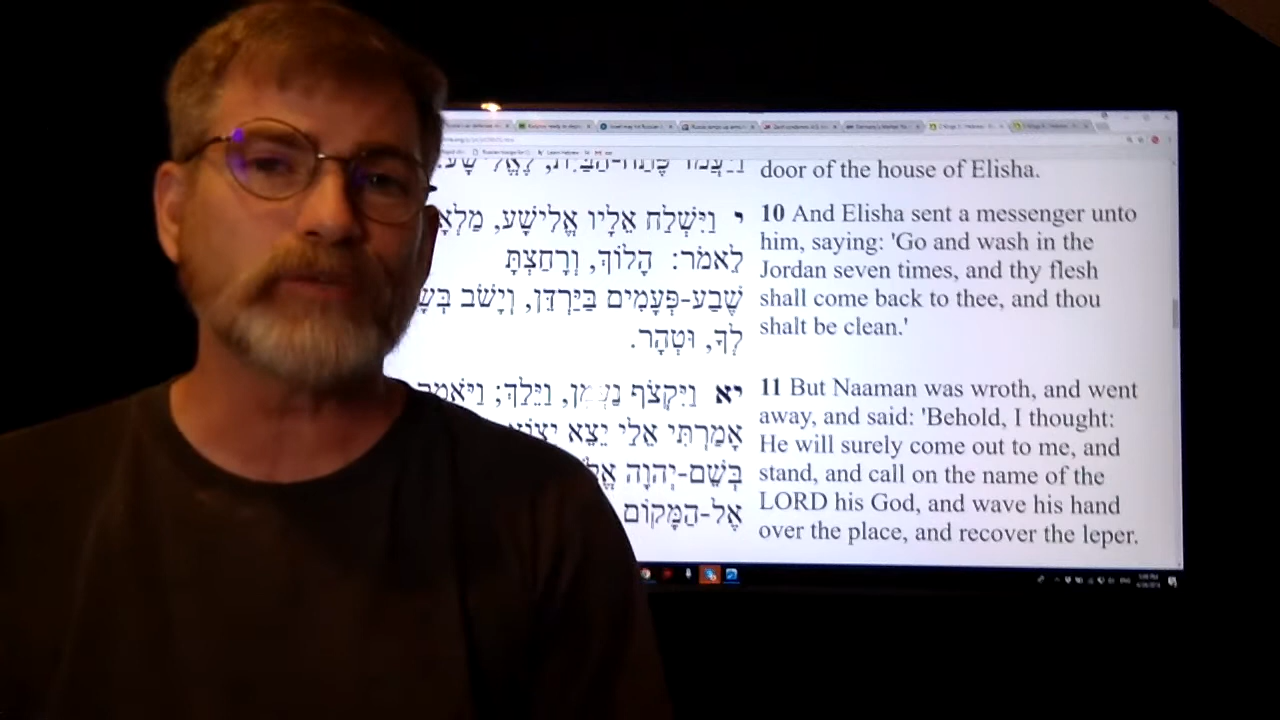 door of the house of Elisha.
י וַיִּשְׁלַח אֵלָיו אֱלִישָׁע,
לֵאמֹר: הָלוֹךְ, וְרָחַצְתָּ
שֶׁבַע-פְּעָמִים בַּיַּרְדֵּן, וְיָשֹׁב
לְךָ, וּטְהָר.
10 And Elisha sent a messenger unto
him, saying: 'Go and wash in the
Jordan seven times, and thy flesh
shall come back to thee, and thou
shalt be clean.'
יא וַיִּקְצֹף נַעֲמָן, וַיֵּלַךְ; וַיֹּאמֶר
אָמַרְתִּי אֵלַי יֵצֵא יָצוֹא
בְּשֵׁם-יְהוָה
אֶל-הַמָּקוֹם
11 But Naaman was wroth, and went
away, and said: 'Behold, I thought:
He will surely come out to me, and
stand, and call on the name of the
LORD his God, and wave his hand
over the place, and recover the leper.